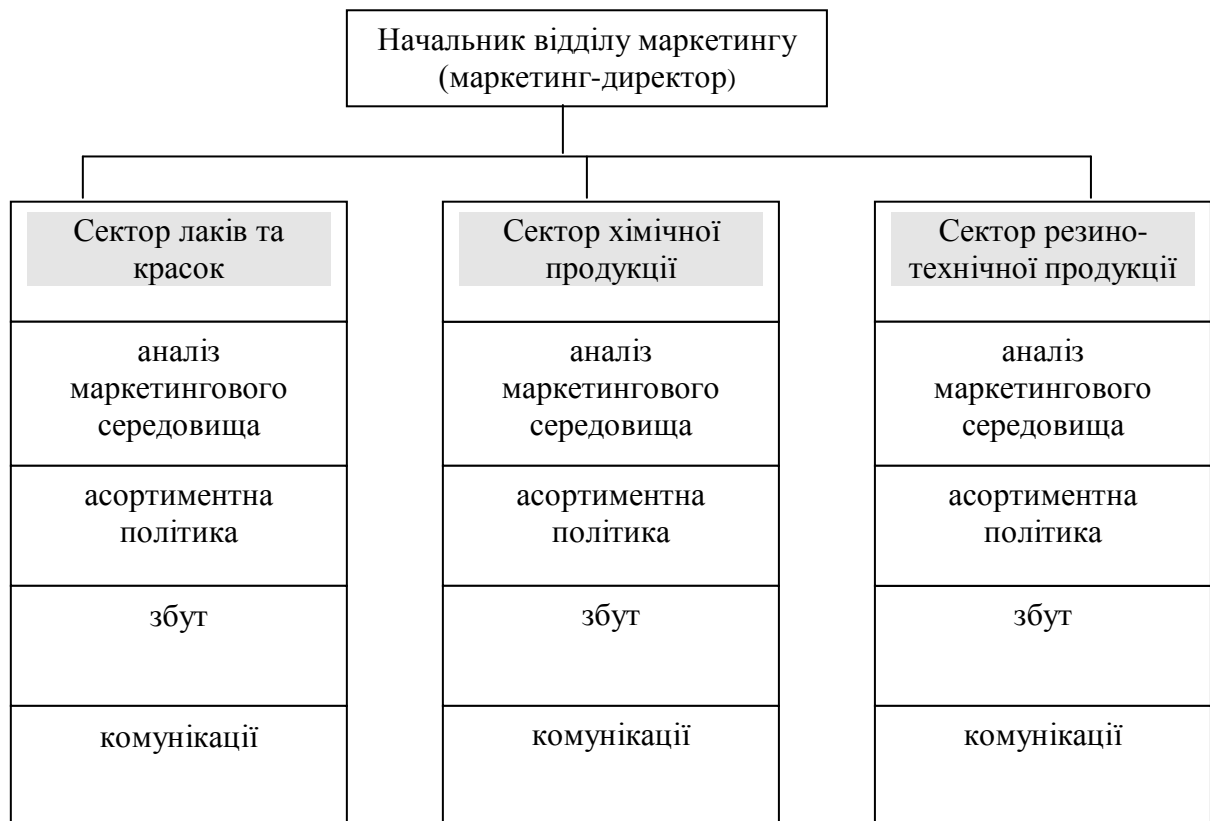 Начальник відділу маркетингу
(маркетинг-директор)
Сектор лаків та
красок
аналіз
маркетингового
середовища
асортиментна
політика
збут
комунікації
Сектор хімічної
продукції
аналіз
маркетингового
середовища
асортиментна
політика
збут
комунікації
Сектор резино-
технічної продукції
аналіз
маркетингового
середовища
асортиментна
політика
збут
комунікації